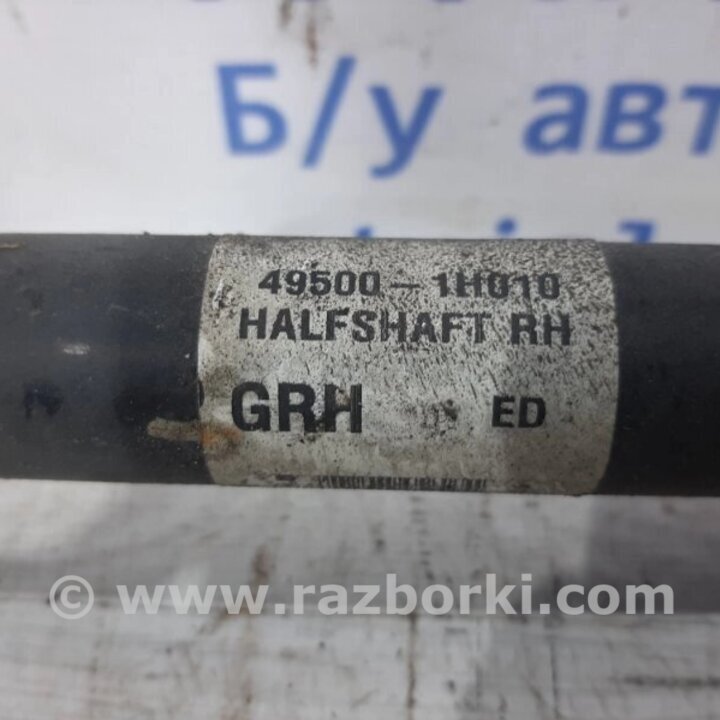 Б/у авт
49500-1H010
HALFSHAFT RH
GRH ED
© www.razborki.com